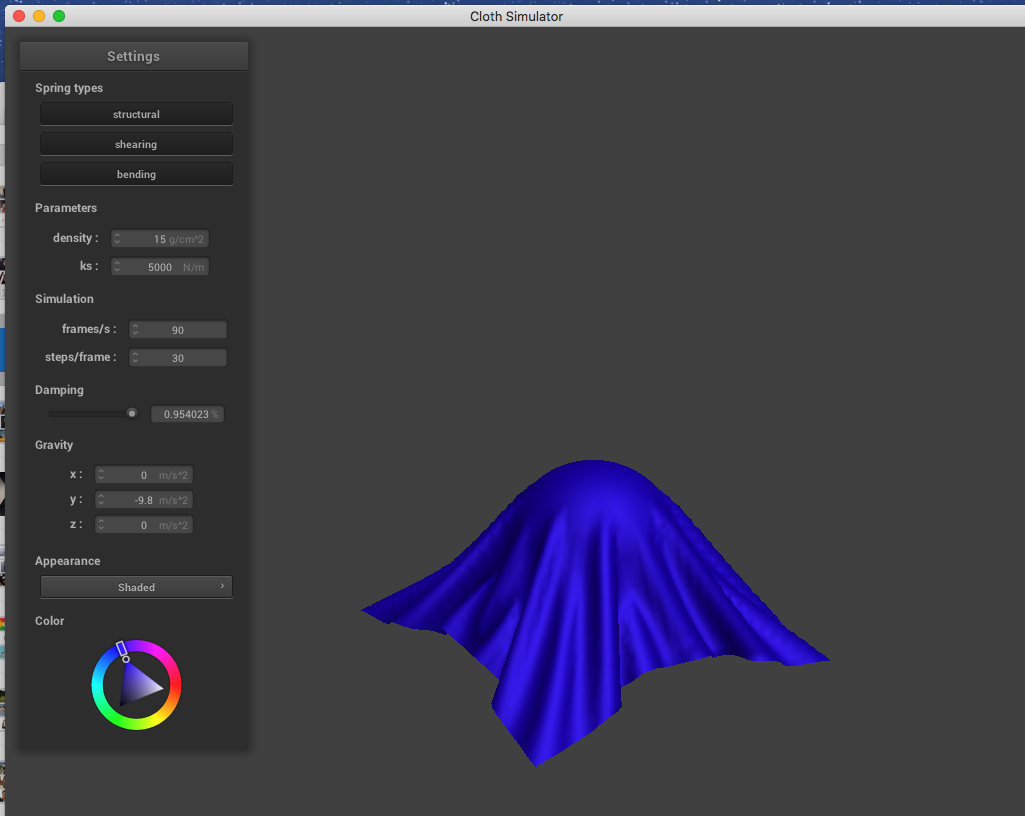 Cloth Simulator
Settings
Spring types
structural
shearing
bending
Parameters
density : 15 g/cm^2
ks : 5000 N/m
Simulation
frames/s : 90
steps/frame : 30
Damping
0.954023 %
Gravity
x : 0 m/s^2
y : -9.8 m/s^2
z : 0 m/s^2
Appearance
Shaded
Color